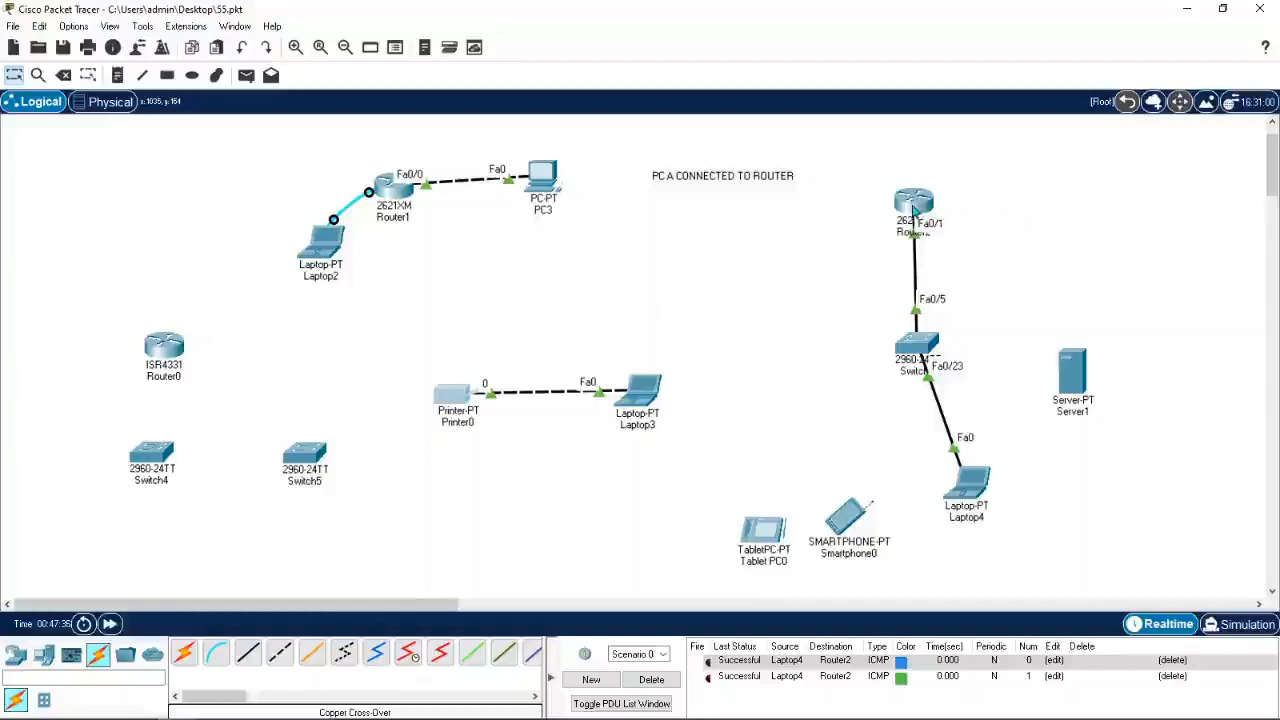 Cisco Packet Tracer - C:\Users\admin\Desktop\55.pkt
File Edit Options View Tools Extensions Window Help
Logical Physical x: 1035, y: 154 [Root] 16:31:00
Fa0/0
Fa0
2621XM
Router1
PC-PT
PC3
PC A CONNECTED TO ROUTER
Laptop-PT
Laptop2
Fa0/1
Fa0/5
ISR4331
Router0
Fa0/23
Server-PT
Server1
0
Fa0
Printer-PT
Printer0
Laptop-PT
Laptop3
2960-24TT
Switch4
2960-24TT
Switch5
Fa0
Laptop-PT
Laptop4
TabletPC-PT
Tablet PC0
SMARTPHONE-PT
Smartphone0
Time: 00:47:36 Realtime Simulation
Scenario 0
New Delete
Toggle PDU List Window
Copper Cross-Over
Fire Last Status Source Destination Type Color Time(sec) Periodic Num Edit Delete
Successful Laptop4 Router2 ICMP 0.000 N 0 (edit) (delete)
Successful Laptop4 Router2 ICMP 0.000 N 1 (edit) (delete)